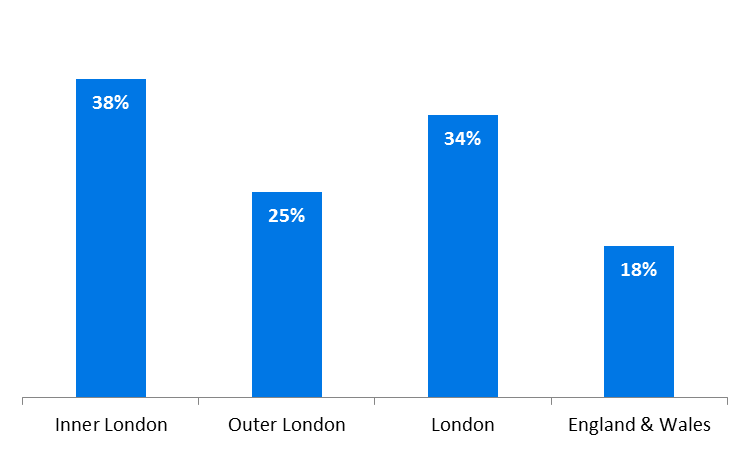 38%
34%
25%
18%
Inner London
Outer London
London
England & Wales